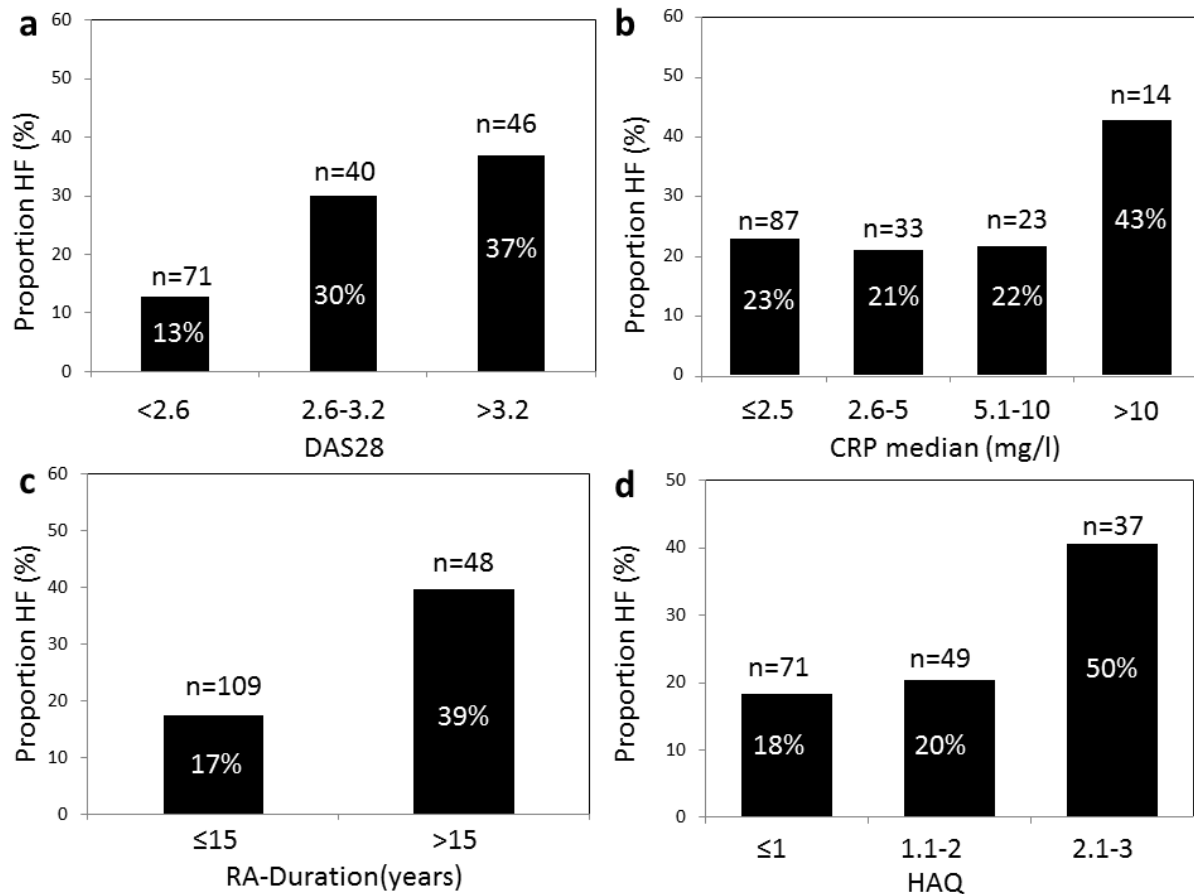 a
Proportion HF (%)
60
50
40
30
20
10
0
n=71
n=40
n=46
13%
30%
37%
<2.6
2.6-3.2
>3.2
DAS28
b
Proportion HF (%)
60
50
40
30
20
10
0
n=87
n=33
n=23
n=14
23%
21%
22%
43%
≤2.5
2.6-5
5.1-10
>10
CRP median (mg/l)
c
Proportion HF (%)
60
50
40
30
20
10
0
n=109
n=48
17%
39%
≤15
>15
RA-Duration(years)
d
Proportion HF (%)
50
40
30
20
10
0
n=71
n=49
n=37
18%
20%
50%
≤1
1.1-2
2.1-3
HAQ